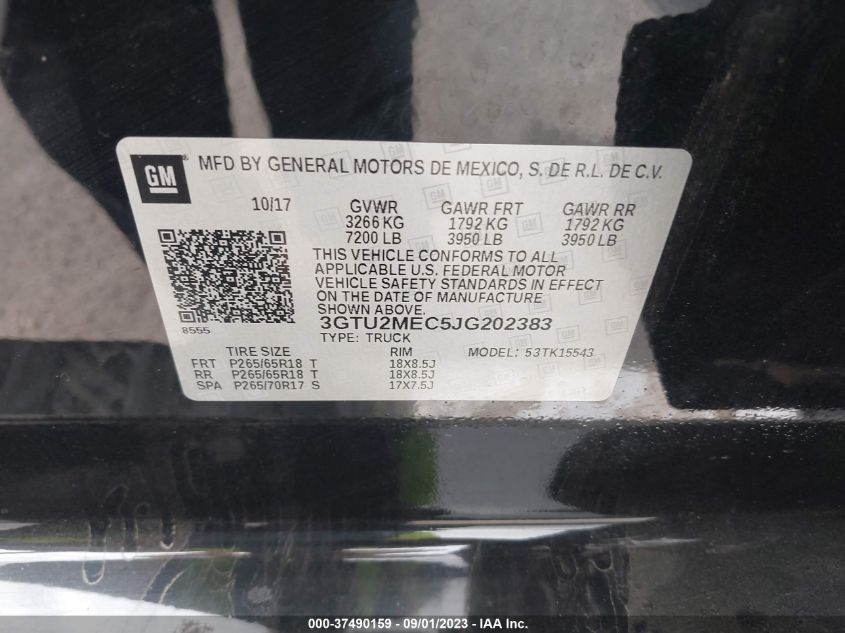 GM
MFD BY GENERAL MOTORS DE MEXICO, S. DE R.L. DE C.V.
10/17 GVWR GAWR FRT GAWR RR
3266 KG 1792 KG 1792 KG
7200 LB 3950 LB 3950 LB
THIS VEHICLE CONFORMS TO ALL
APPLICABLE U.S. FEDERAL MOTOR
VEHICLE SAFETY STANDARDS IN EFFECT
ON THE DATE OF MANUFACTURE
SHOWN ABOVE.
8555
3GTU2MEC5JG202383
TYPE: TRUCK MODEL: 53TK15543
TIRE SIZE RIM
FRT P265/65R18 T 18X8.5J
RR P265/65R18 T 18X8.5J
SPA P265/70R17 S 17X7.5J
000-37490159 - 09/01/2023 - IAA Inc.